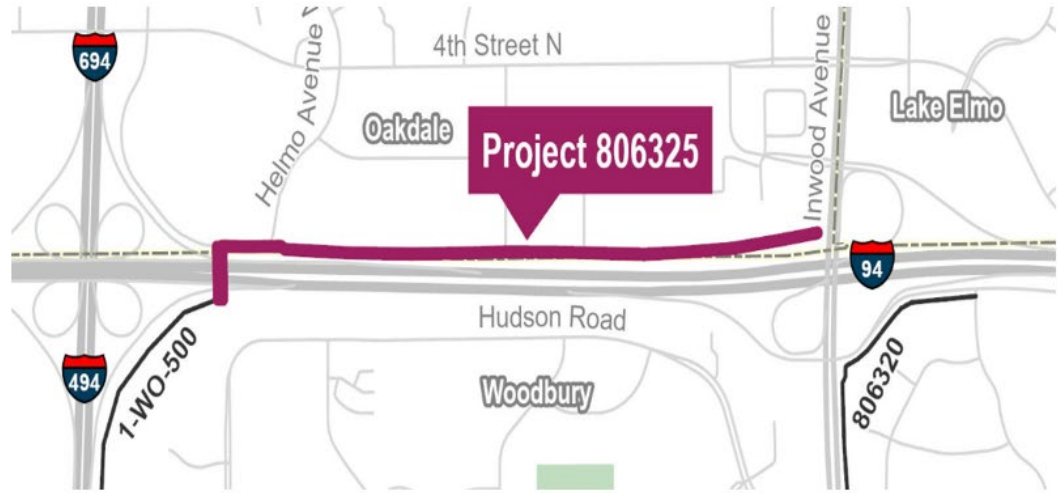 694
Helmo Avenue N
4th Street N
Oakdale
Project 806325
Inwood Avenue
Lake Elmo
94
Hudson Road
1-WO-500
494
Woodbury
806320